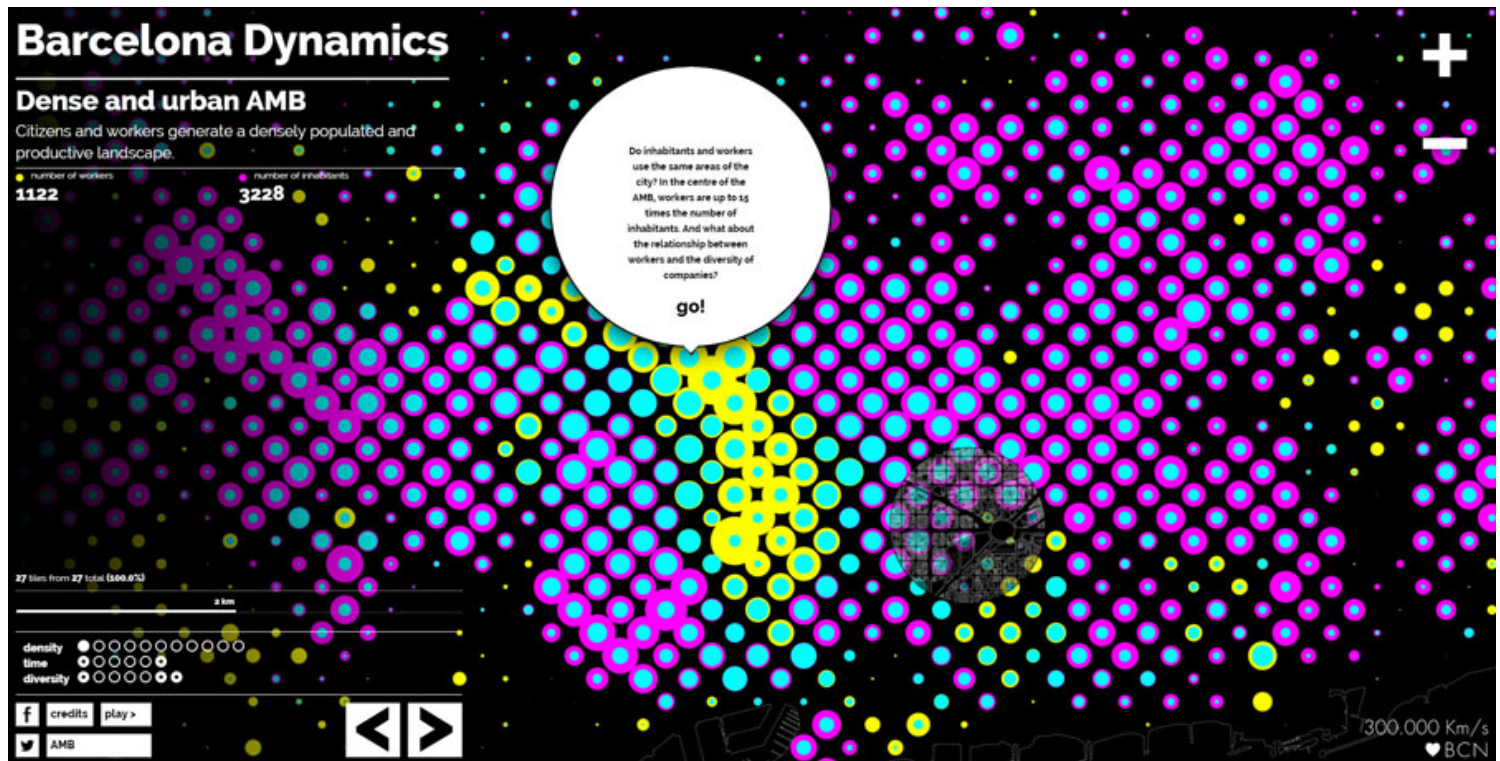 Barcelona Dynamics
Dense and urban AMB
Citizens and workers generate a densely populated and
productive landscape.
number of workers
1122
number of inhabitants
3228
Do inhabitants and workers
use the same areas of the
city? In the centre of the
AMB, workers are up to 15
times the number of
inhabitants. And what about
the relationship between
workers and the diversity of
companies?
go!
+
−
27 tiles from 27 total (100.0%)
2 km
density
time
diversity
f
credits
play >
AMB
<
>
300.000 Km/s
♥BCN